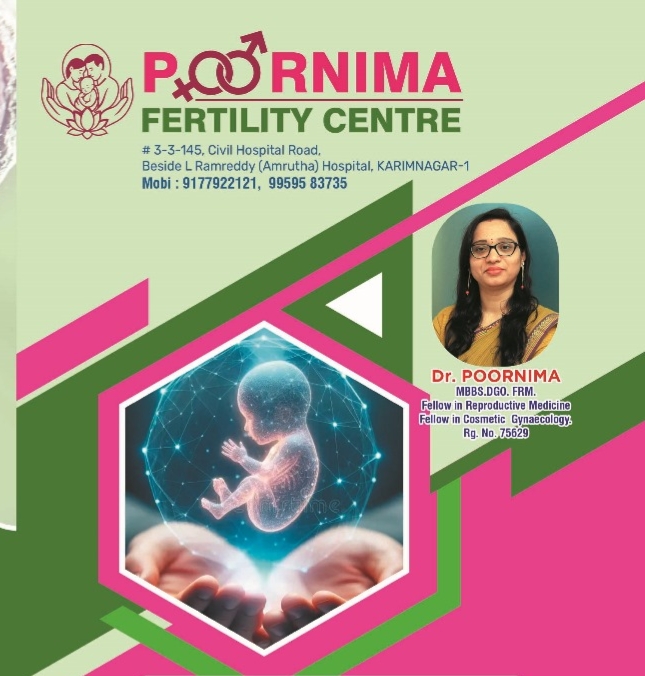 POORNIMA
FERTILITY CENTRE
# 3-3-145, Civil Hospital Road,
Beside L Ramreddy (Amrutha) Hospital, KARIMNAGAR-1
Mobi : 9177922121, 99595 83735
Dr. POORNIMA
MBBS.DGO. FRM.
Fellow in Reproductive Medicine
Fellow in Cosmetic Gynaecology.
Rg. No. 75629